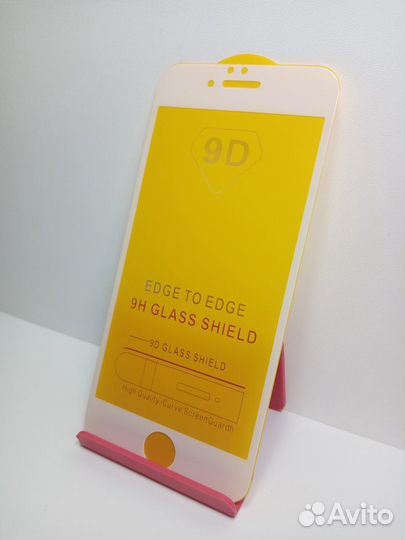 9D
EDGE TO EDGE
9H GLASS SHIELD
9D GLASS SHIELD
High Quality-Curve ScreenGuardh
Avito